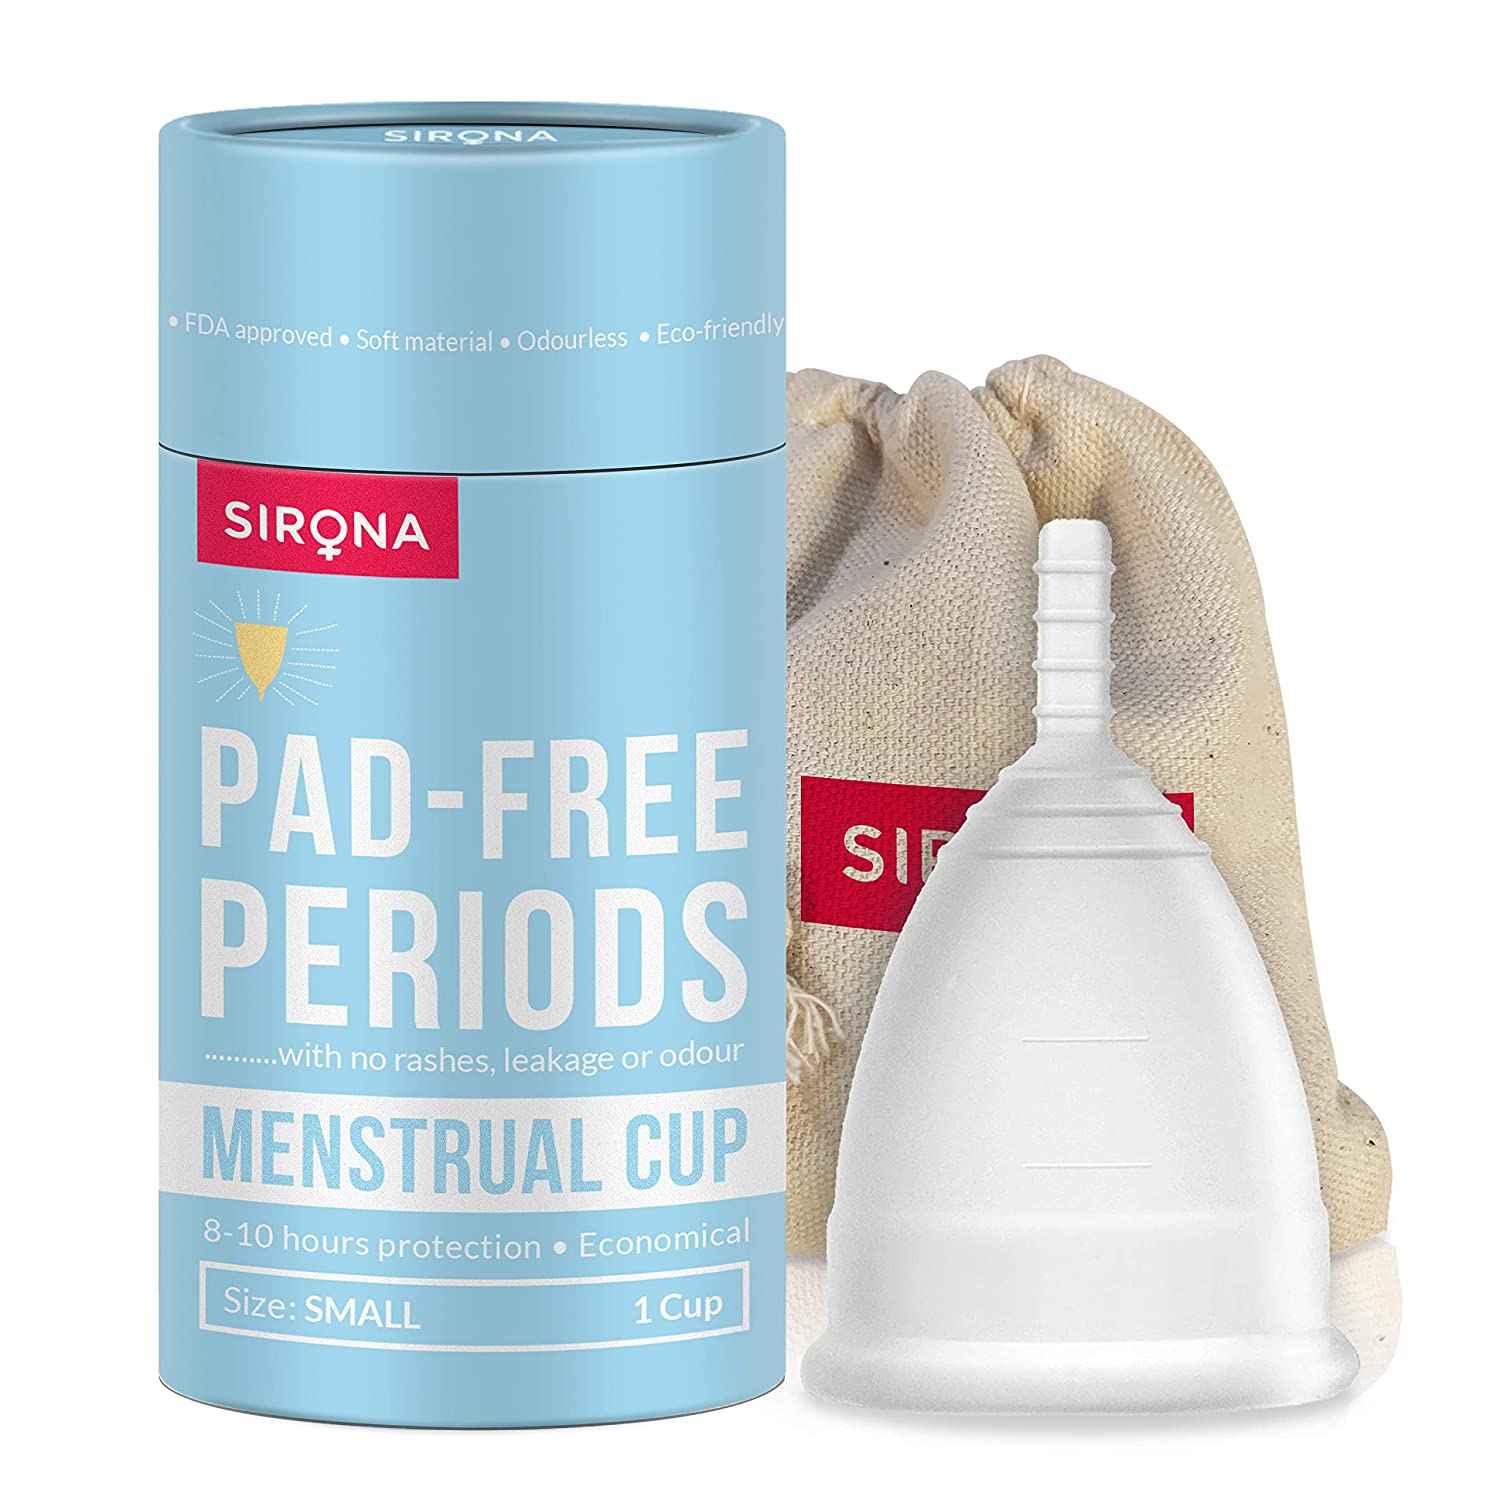 SIRONA
• FDA approved • Soft material • Odourless • Eco-friendly
SIRONA
PAD-FREE
PERIODS
..........with no rashes, leakage or odour
MENSTRUAL CUP
8-10 hours protection • Economical
Size: SMALL 1 Cup